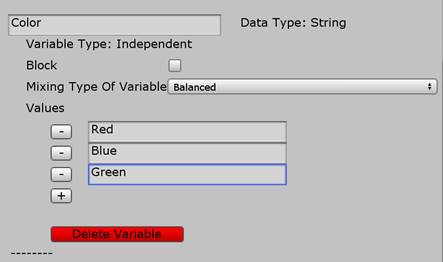 Color Data Type: String
Variable Type: Independent
Block
Mixing Type Of Variable Balanced
Values
- Red
- Blue
- Green
+
Delete Variable
--------